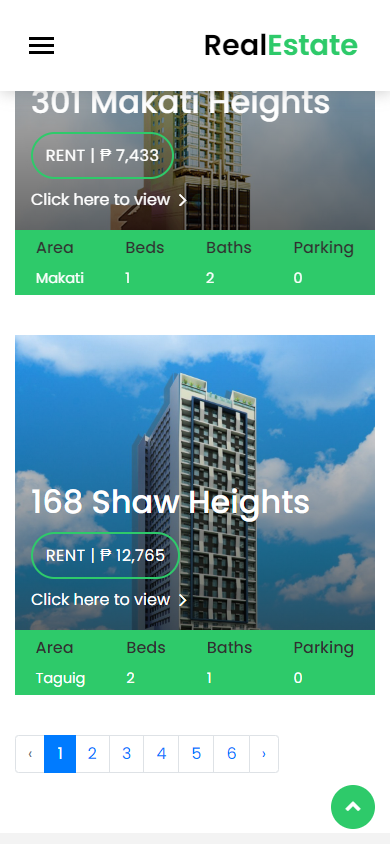 RealEstate
301 Makati Heights
RENT | ₱ 7,433
Click here to view
Area Beds Baths Parking
Makati 1 2 0
168 Shaw Heights
RENT | ₱ 12,765
Click here to view
Area Beds Baths Parking
Taguig 2 1 0
‹ 1 2 3 4 5 6 ›